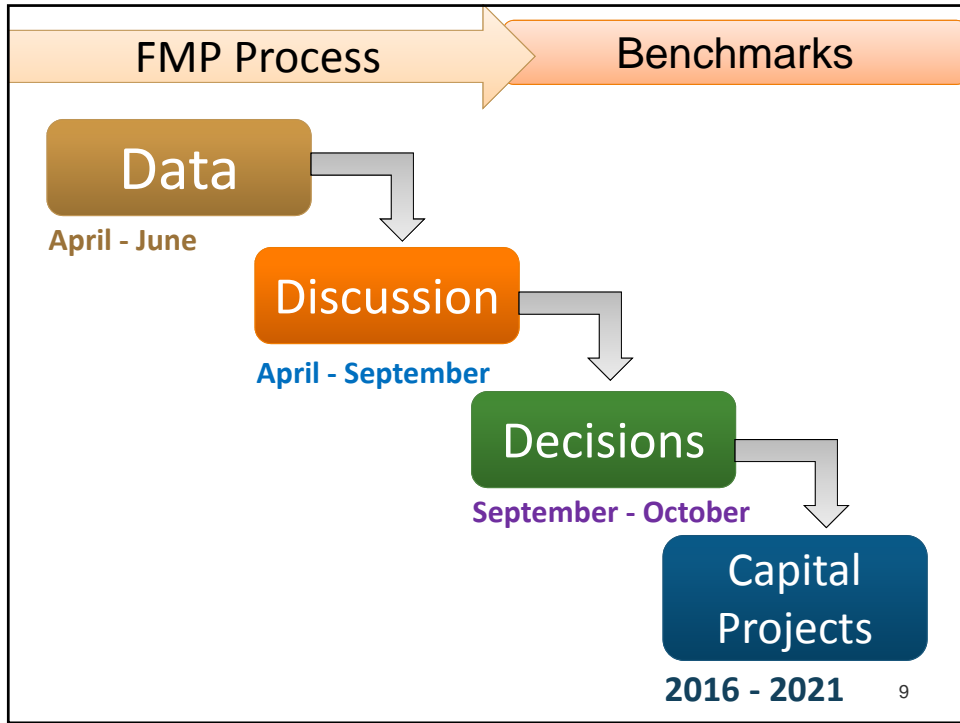 FMP Process
Benchmarks
Data
April - June
Discussion
April - September
Decisions
September - October
Capital
Projects
2016 - 2021
9